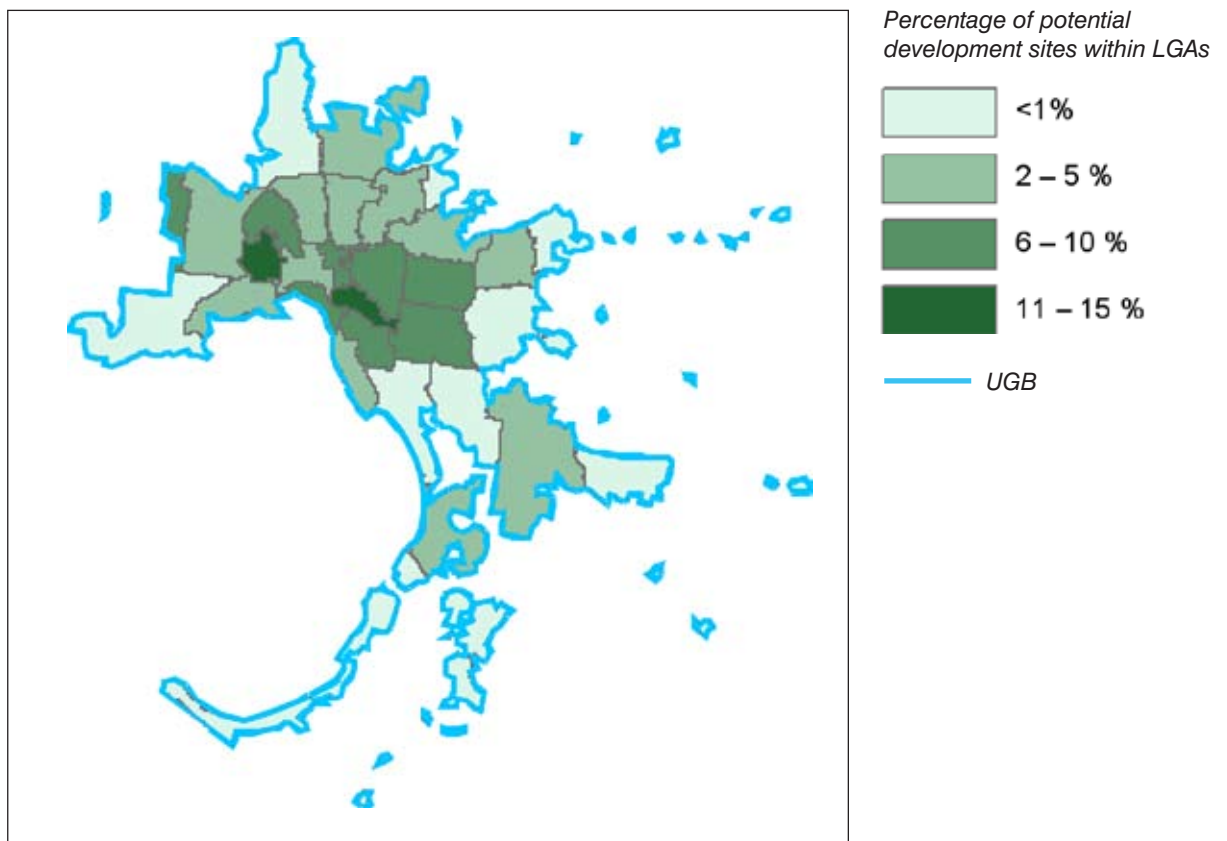 Percentage of potential
development sites within LGAs
<1%
2 – 5 %
6 – 10 %
11 – 15 %
UGB